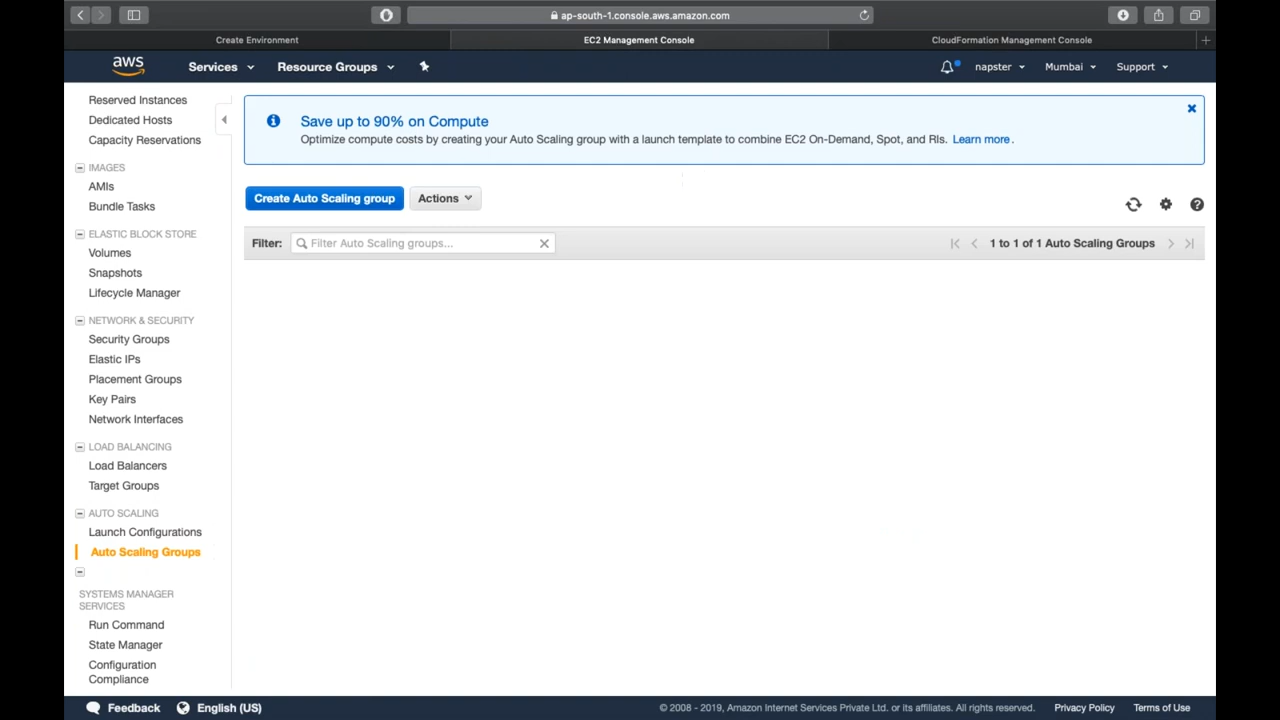 ap-south-1.console.aws.amazon.com
Create Environment
EC2 Management Console
CloudFormation Management Console
aws
Services
Resource Groups
napster
Mumbai
Support
Reserved Instances
Dedicated Hosts
Capacity Reservations
IMAGES
AMIs
Bundle Tasks
ELASTIC BLOCK STORE
Volumes
Snapshots
Lifecycle Manager
NETWORK & SECURITY
Security Groups
Elastic IPs
Placement Groups
Key Pairs
Network Interfaces
LOAD BALANCING
Load Balancers
Target Groups
AUTO SCALING
Launch Configurations
Auto Scaling Groups
SYSTEMS MANAGER
SERVICES
Run Command
State Manager
Configuration
Compliance
Save up to 90% on Compute
Optimize compute costs by creating your Auto Scaling group with a launch template to combine EC2 On-Demand, Spot, and RIs. Learn more.
Create Auto Scaling group
Actions
Filter:
Filter Auto Scaling groups...
1 to 1 of 1 Auto Scaling Groups
Feedback
English (US)
© 2008 - 2019, Amazon Internet Services Private Ltd. or its affiliates. All rights reserved.
Privacy Policy
Terms of Use